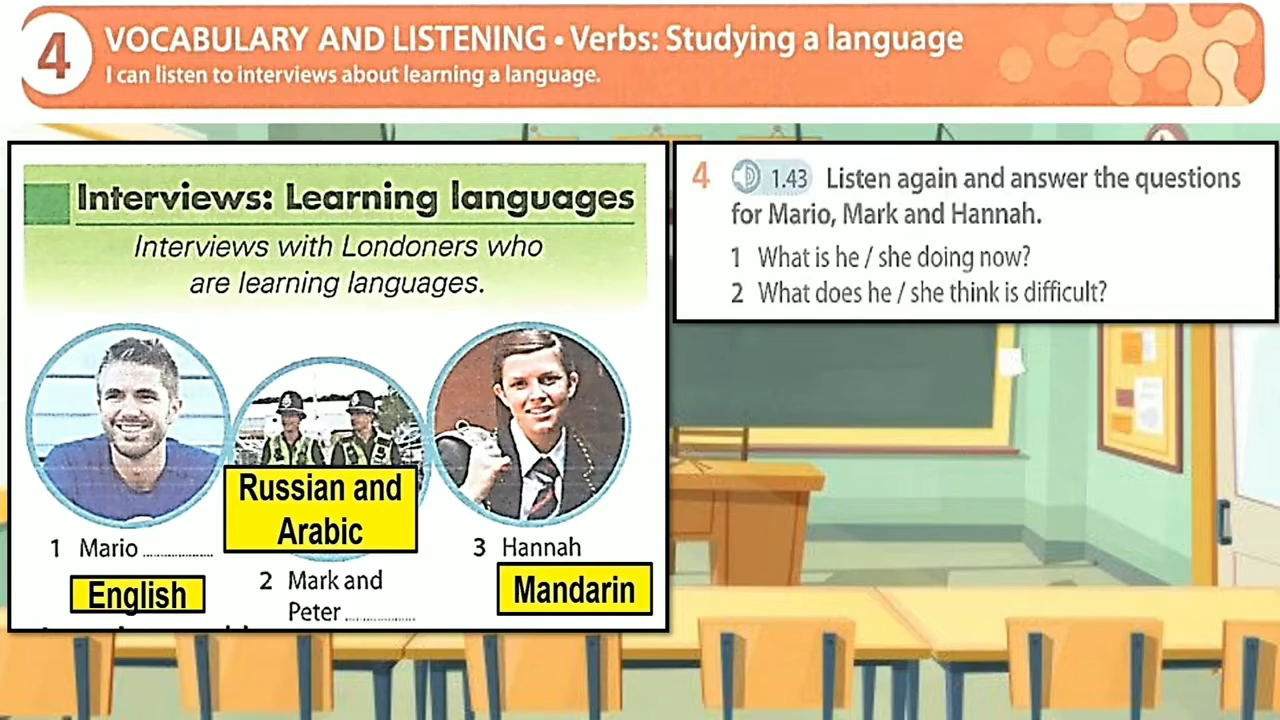 4
VOCABULARY AND LISTENING • Verbs: Studying a language
I can listen to interviews about learning a language.
Interviews: Learning languages
Interviews with Londoners who
are learning languages.
1 Mario ..............
English
Russian and
Arabic
2 Mark and
Peter ..............
3 Hannah
Mandarin
4 1.43 Listen again and answer the questions
for Mario, Mark and Hannah.
1 What is he / she doing now?
2 What does he / she think is difficult?